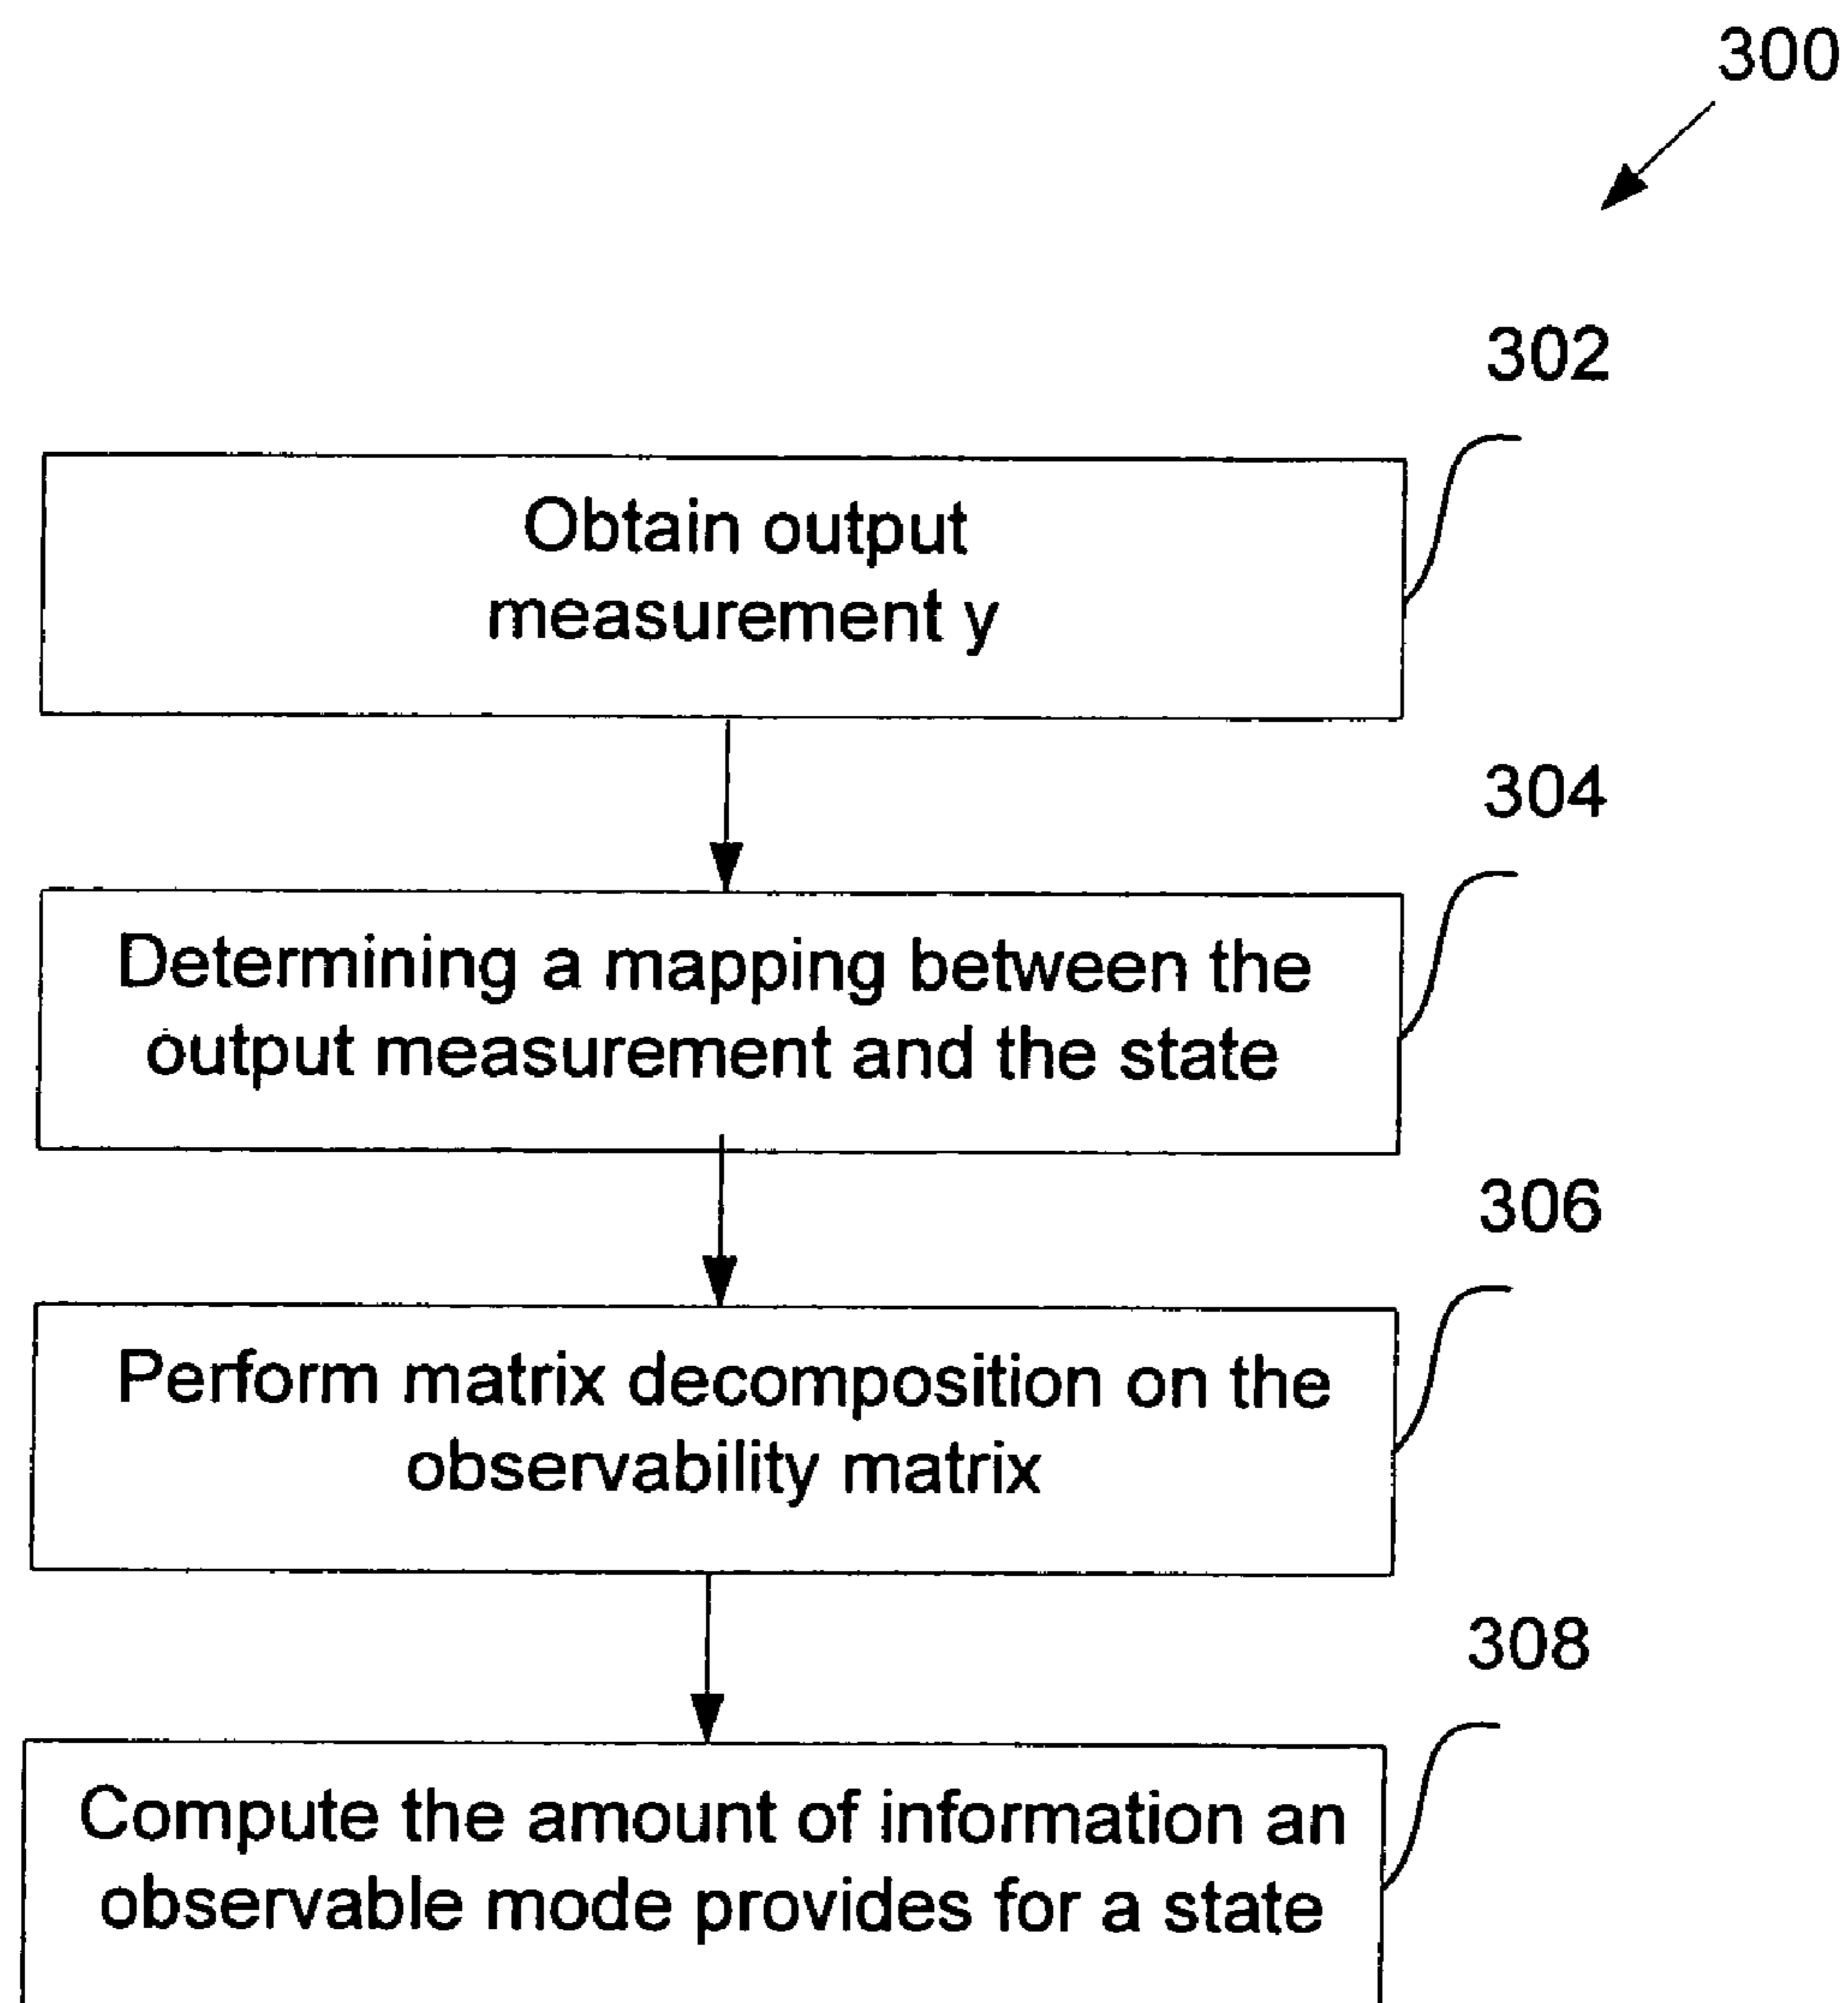 300
302
Obtain output
measurement y
304
Determining a mapping between the
output measurement and the state
306
Perform matrix decomposition on the
observability matrix
308
Compute the amount of information an
observable mode provides for a state